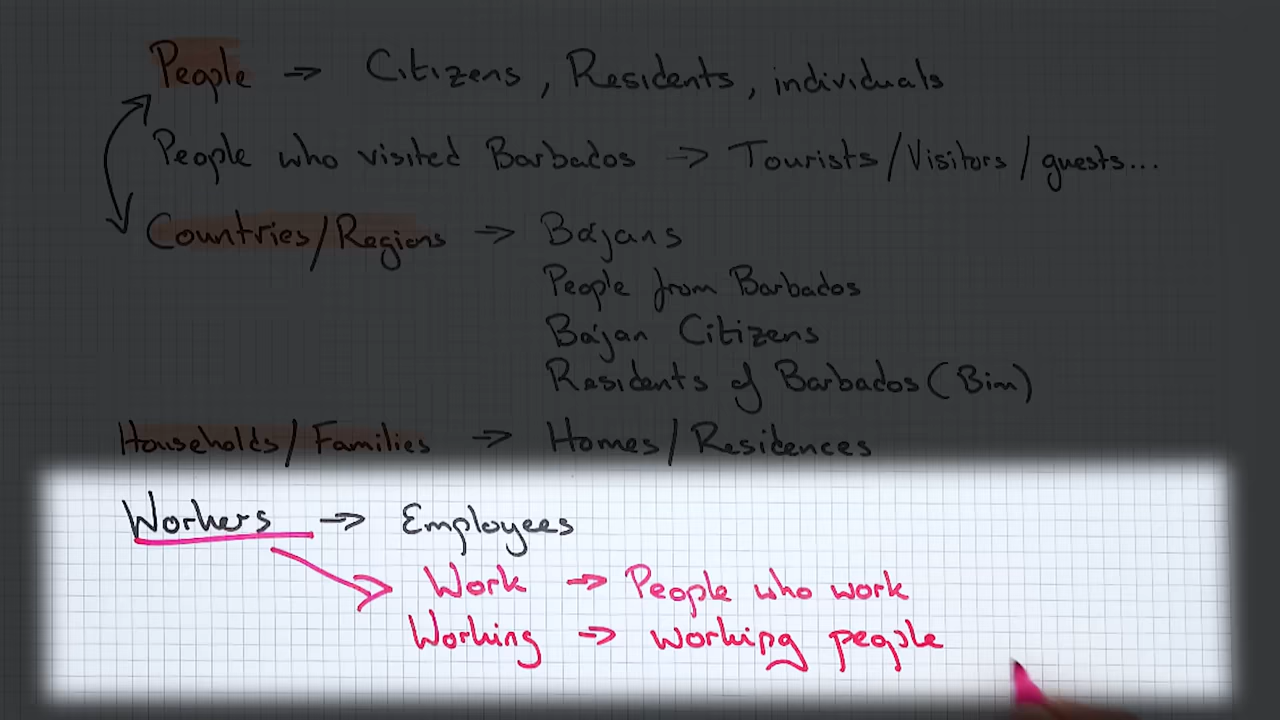 People → Citizens, Residents, individuals
People who visited Barbados → Tourists/Visitors/guests...
Countries/Regions → Bajans
People from Barbados
Bajan Citizens
Residents of Barbados (Bim)
Households/Families → Homes/Residences
Workers → Employees
Work → People who work
Working → working people